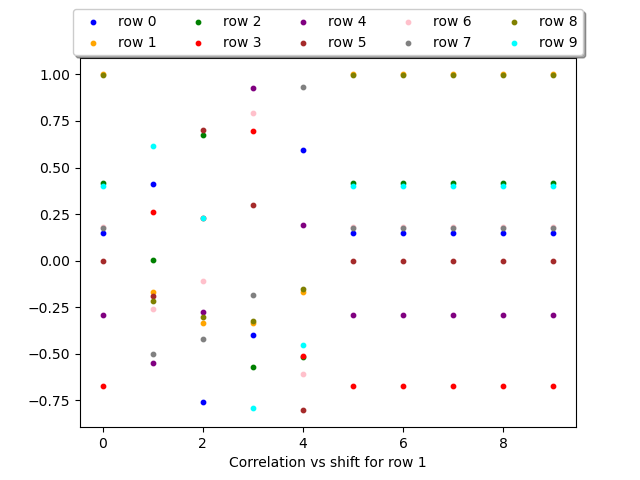 row 0 row 2 row 4 row 6 row 8
row 1 row 3 row 5 row 7 row 9
1.00
0.75
0.50
0.25
0.00
−0.25
−0.50
−0.75
0 2 4 6 8
Correlation vs shift for row 1